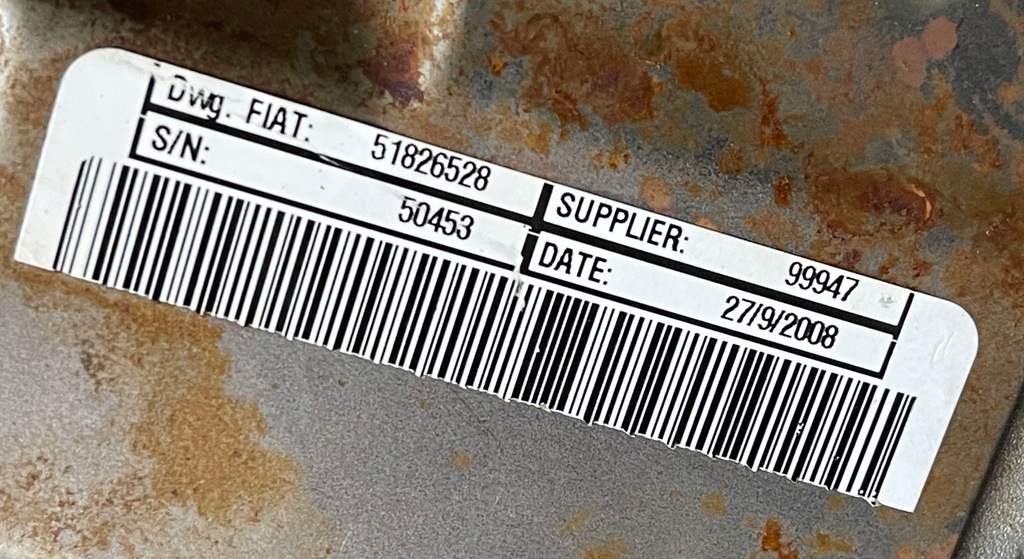 Dwg. FIAT: 51826528 SUPPLIER: 99947
S/N: 50453 DATE: 27/9/2008